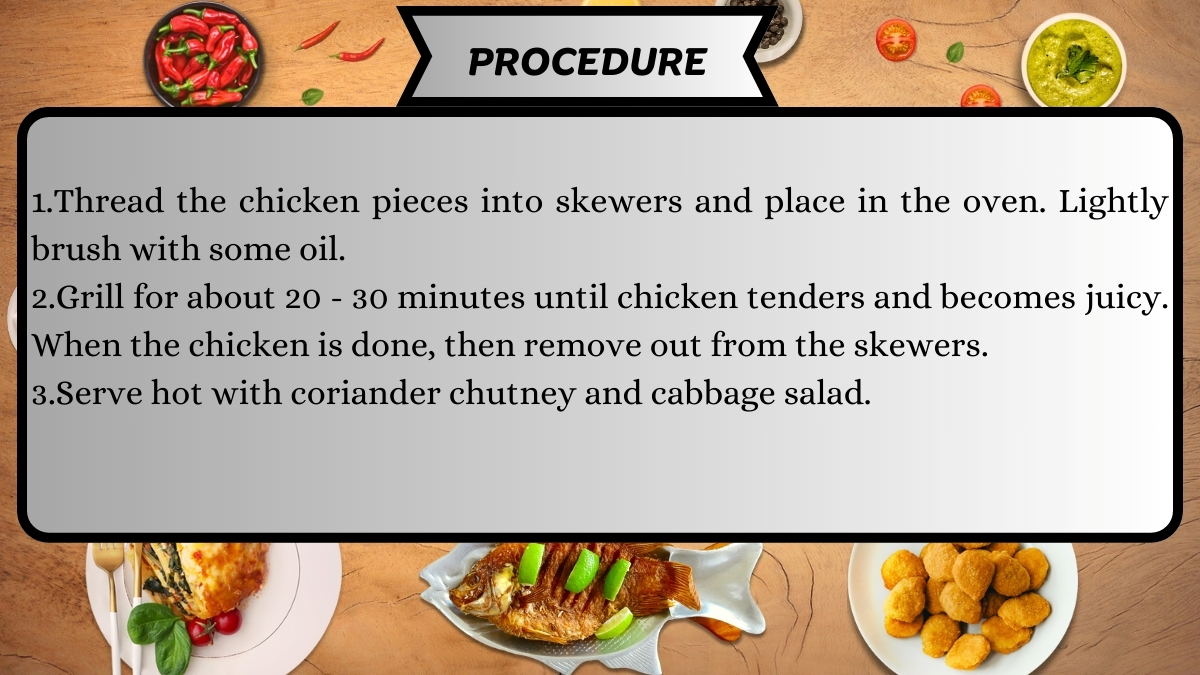 PROCEDURE
1.Thread the chicken pieces into skewers and place in the oven. Lightly
brush with some oil.
2.Grill for about 20 - 30 minutes until chicken tenders and becomes juicy.
When the chicken is done, then remove out from the skewers.
3.Serve hot with coriander chutney and cabbage salad.